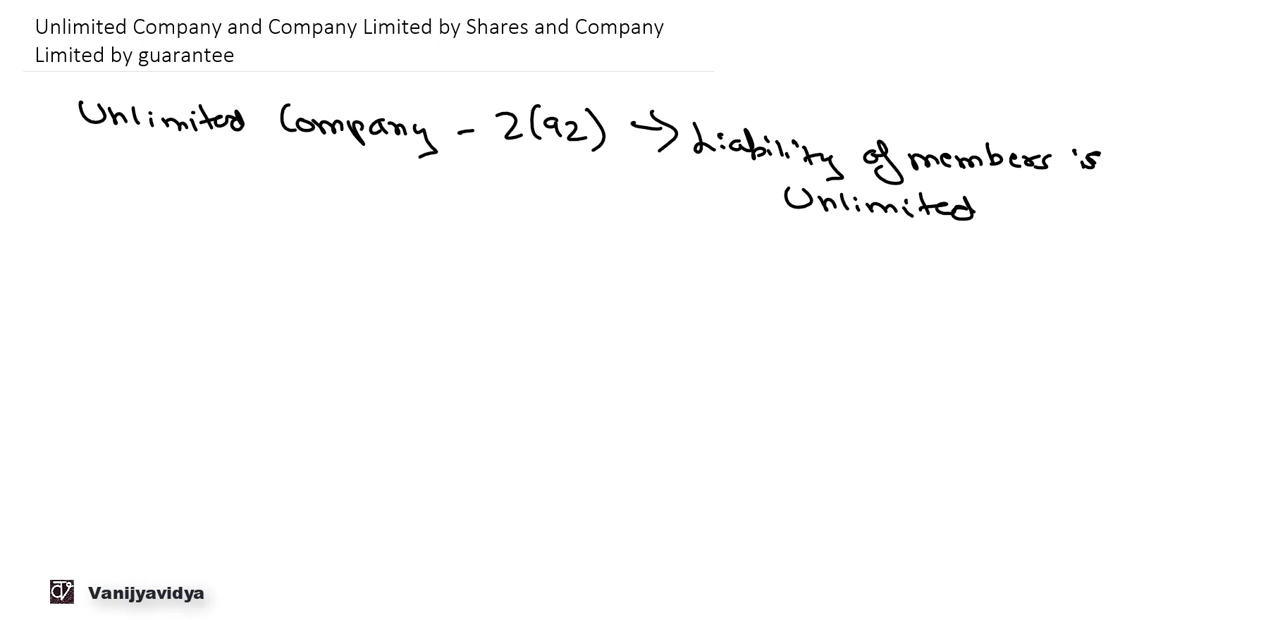 Unlimited Company and Company Limited by Shares and Company
Limited by guarantee
Unlimited Company - 2(92) → Liability of members is
Unlimited
Vanijyavidya